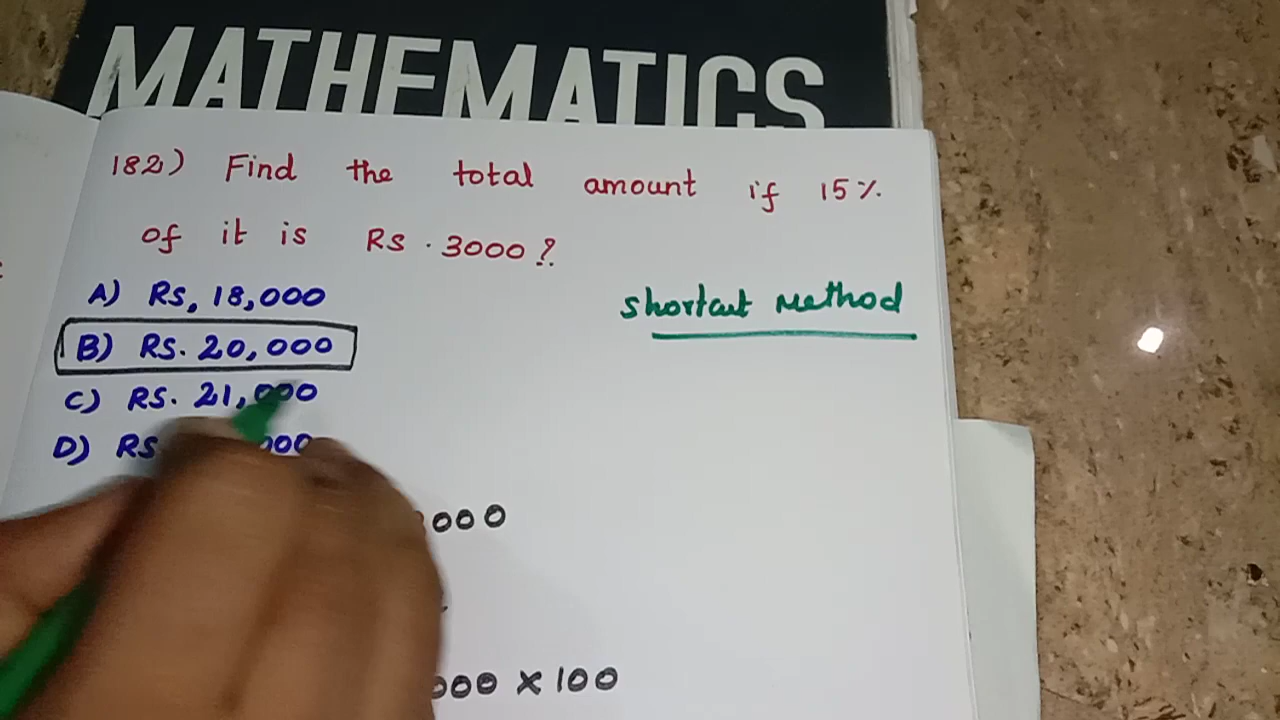 MATHEMATICS
182) Find the total amount if 15%
of it is Rs. 3000?
A) Rs, 18,000
Shortcut Method
B) RS. 20,000
C) RS. 21,000
D) RS 000
000
000 × 100